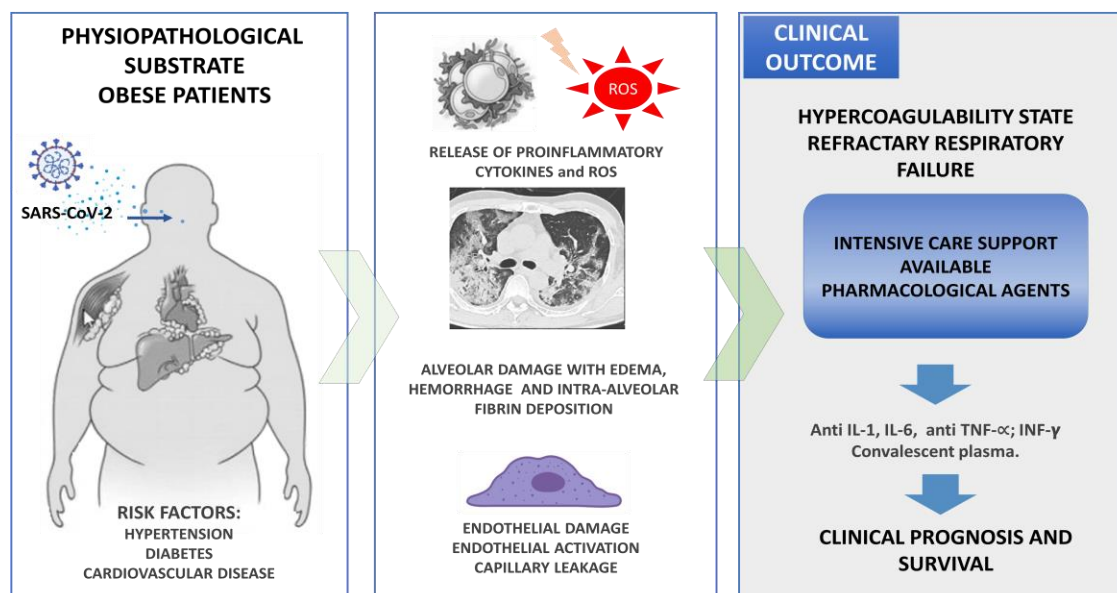 PHYSIOPATHOLOGICAL
SUBSTRATE
OBESE PATIENTS
SARS-CoV-2
RISK FACTORS:
HYPERTENSION
DIABETES
CARDIOVASCULAR DISEASE
ROS
RELEASE OF PROINFLAMMATORY
CYTOKINES and ROS
ALVEOLAR DAMAGE WITH EDEMA,
HEMORRHAGE AND INTRA-ALVEOLAR
FIBRIN DEPOSITION
ENDOTHELIAL DAMAGE
ENDOTHELIAL ACTIVATION
CAPILLARY LEAKAGE
CLINICAL
OUTCOME
HYPERCOAGULABILITY STATE
REFRACTORY RESPIRATORY
FAILURE
INTENSIVE CARE SUPPORT
AVAILABLE
PHARMACOLOGICAL AGENTS
Anti IL-1, IL-6, anti TNF-∝; INF-γ
Convalescent plasma.
CLINICAL PROGNOSIS AND
SURVIVAL